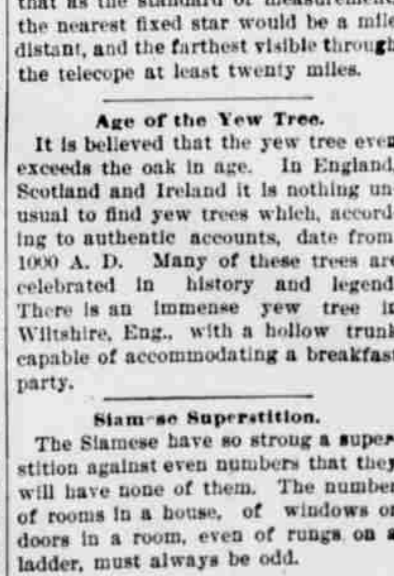 that as the standard of measurement
the nearest fixed star would be a mile
distant, and the farthest visible through
the telecope at least twenty miles.
Age of the Yew Tree.
It is believed that the yew tree even
exceeds the oak in age. In England,
Scotland and Ireland it is nothing un-
usual to find yew trees which, accord-
ing to authentic accounts, date from
1000 A. D. Many of these trees are
celebrated in history and legend.
There is an immense yew tree in
Wiltshire, Eng., with a hollow trunk
capable of accommodating a breakfast
party.
Siamese Superstition.
The Siamese have so strong a super-
stition against even numbers that they
will have none of them. The number
of rooms in a house, of windows or
doors in a room, even of rungs on a
ladder, must always be odd.